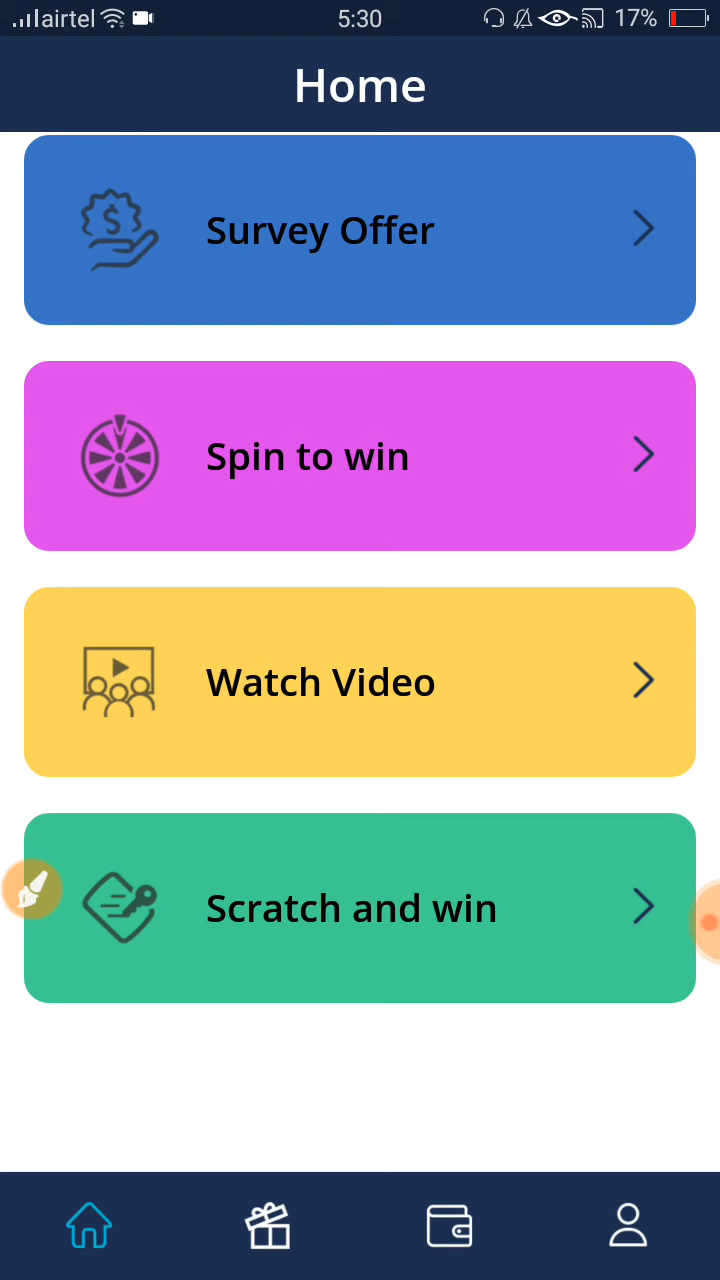 airtel 5:30 17%
Home
Survey Offer
Spin to win
Watch Video
Scratch and win